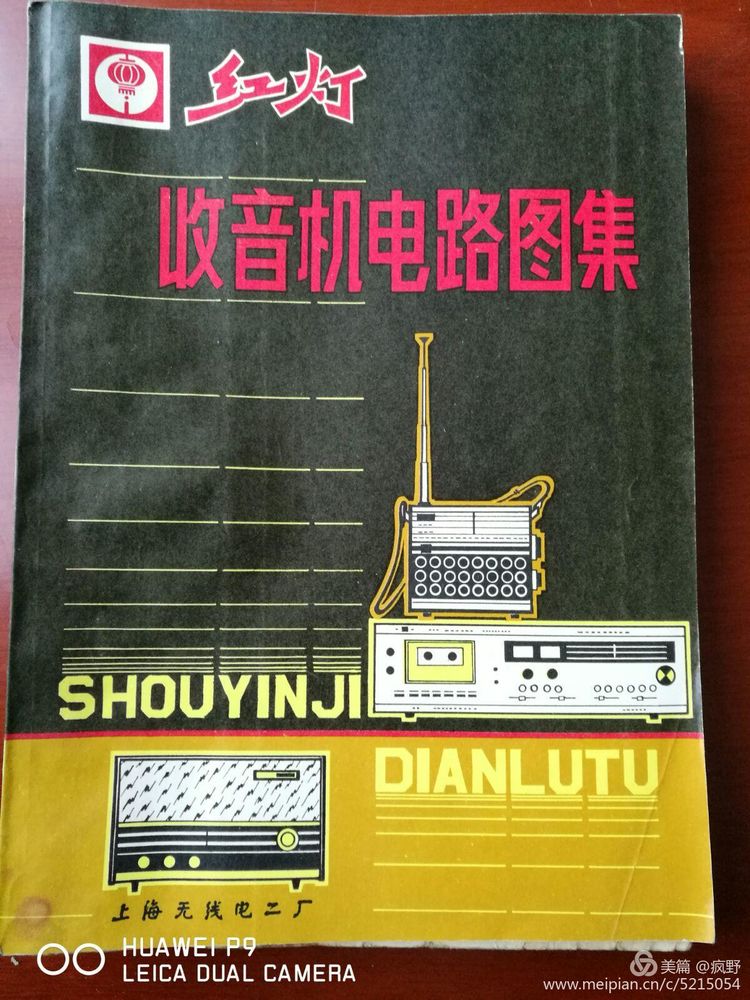 红灯
收音机电路图集
SHOUYINJI
DIANLUTU
上海无线电二厂
HUAWEI P9
LEICA DUAL CAMERA
美篇 @疯野
www.meipian.cn/c/5215054